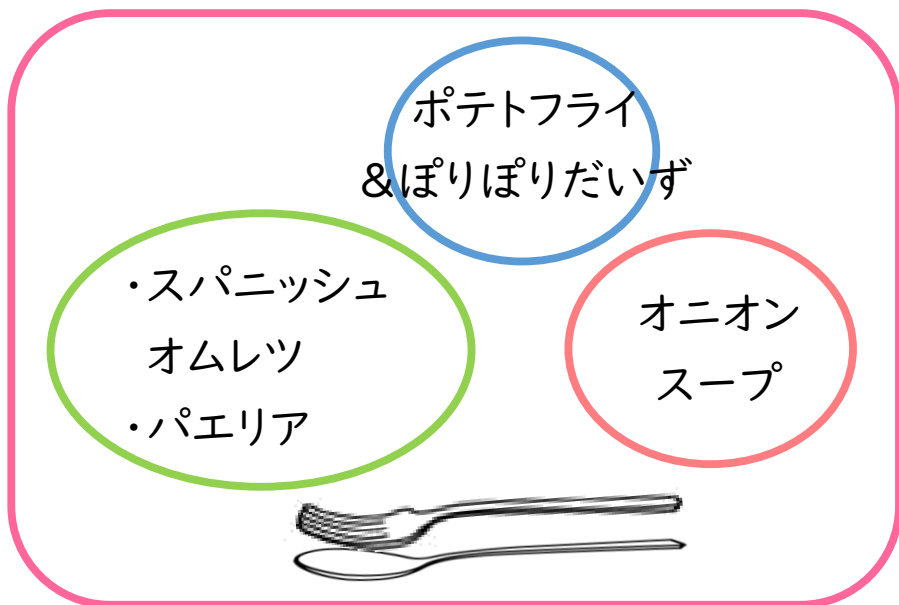 ポテトフライ
&ぽりぽりだいず
・スパニッシュ
オムレツ
・パエリア
オニオン
スープ